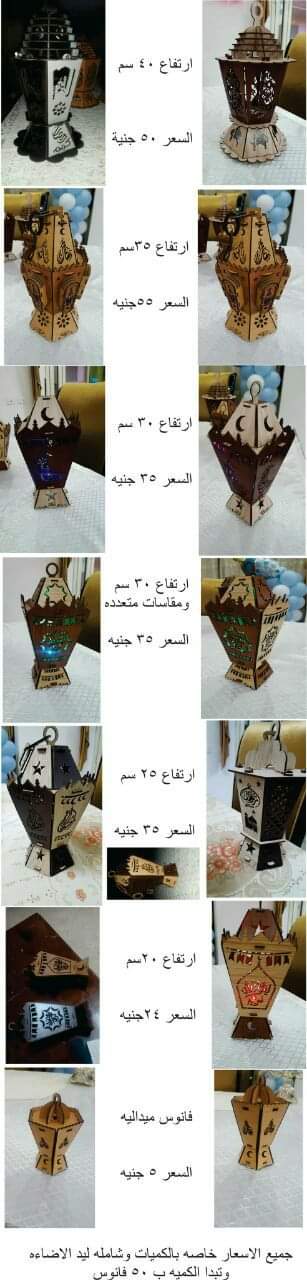 ارتفاع ٤٠ سم
السعر ٥٠ جنية
ارتفاع ٣٥سم
السعر ٥٥جنيه
ارتفاع ٣٠ سم
السعر ٣٥ جنيه
ارتفاع ٣٠ سم
ومقاسات متعدده
السعر ٣٥ جنيه
ارتفاع ٢٥ سم
السعر ٣٥ جنيه
ارتفاع ٢٠سم
السعر ٢٤جنيه
فانوس ميداليه
السعر ٥ جنيه
جميع الاسعار خاصه بالكميات وشامله ليد الاضاءه
وتبدا الكميه ب ٥٠ فانوس